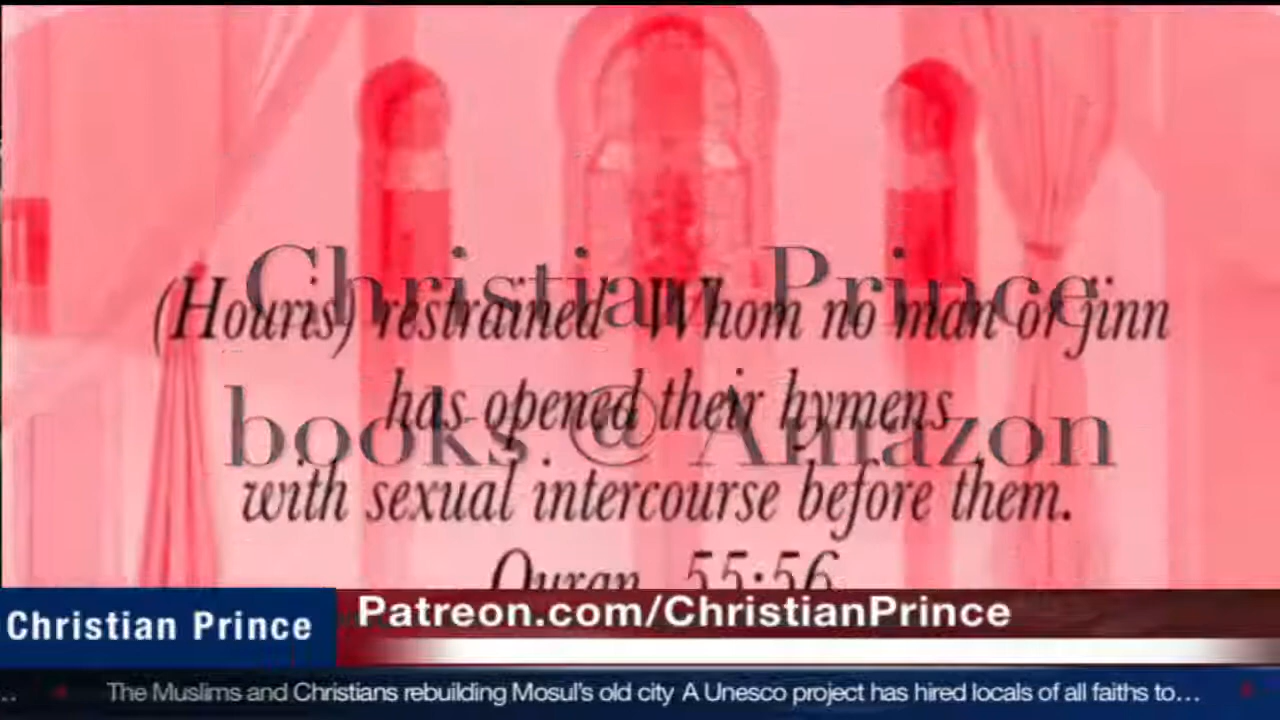 Christian Prince
(Houris) restrained Whom no man or jinn
has opened their hymens
books @ Amazon
with sexual intercourse before them.
Quran 55:56
Christian Prince
Patreon.com/ChristianPrince
.. The Muslims and Christians rebuilding Mosul's old city A Unesco project has hired locals of all faiths to...